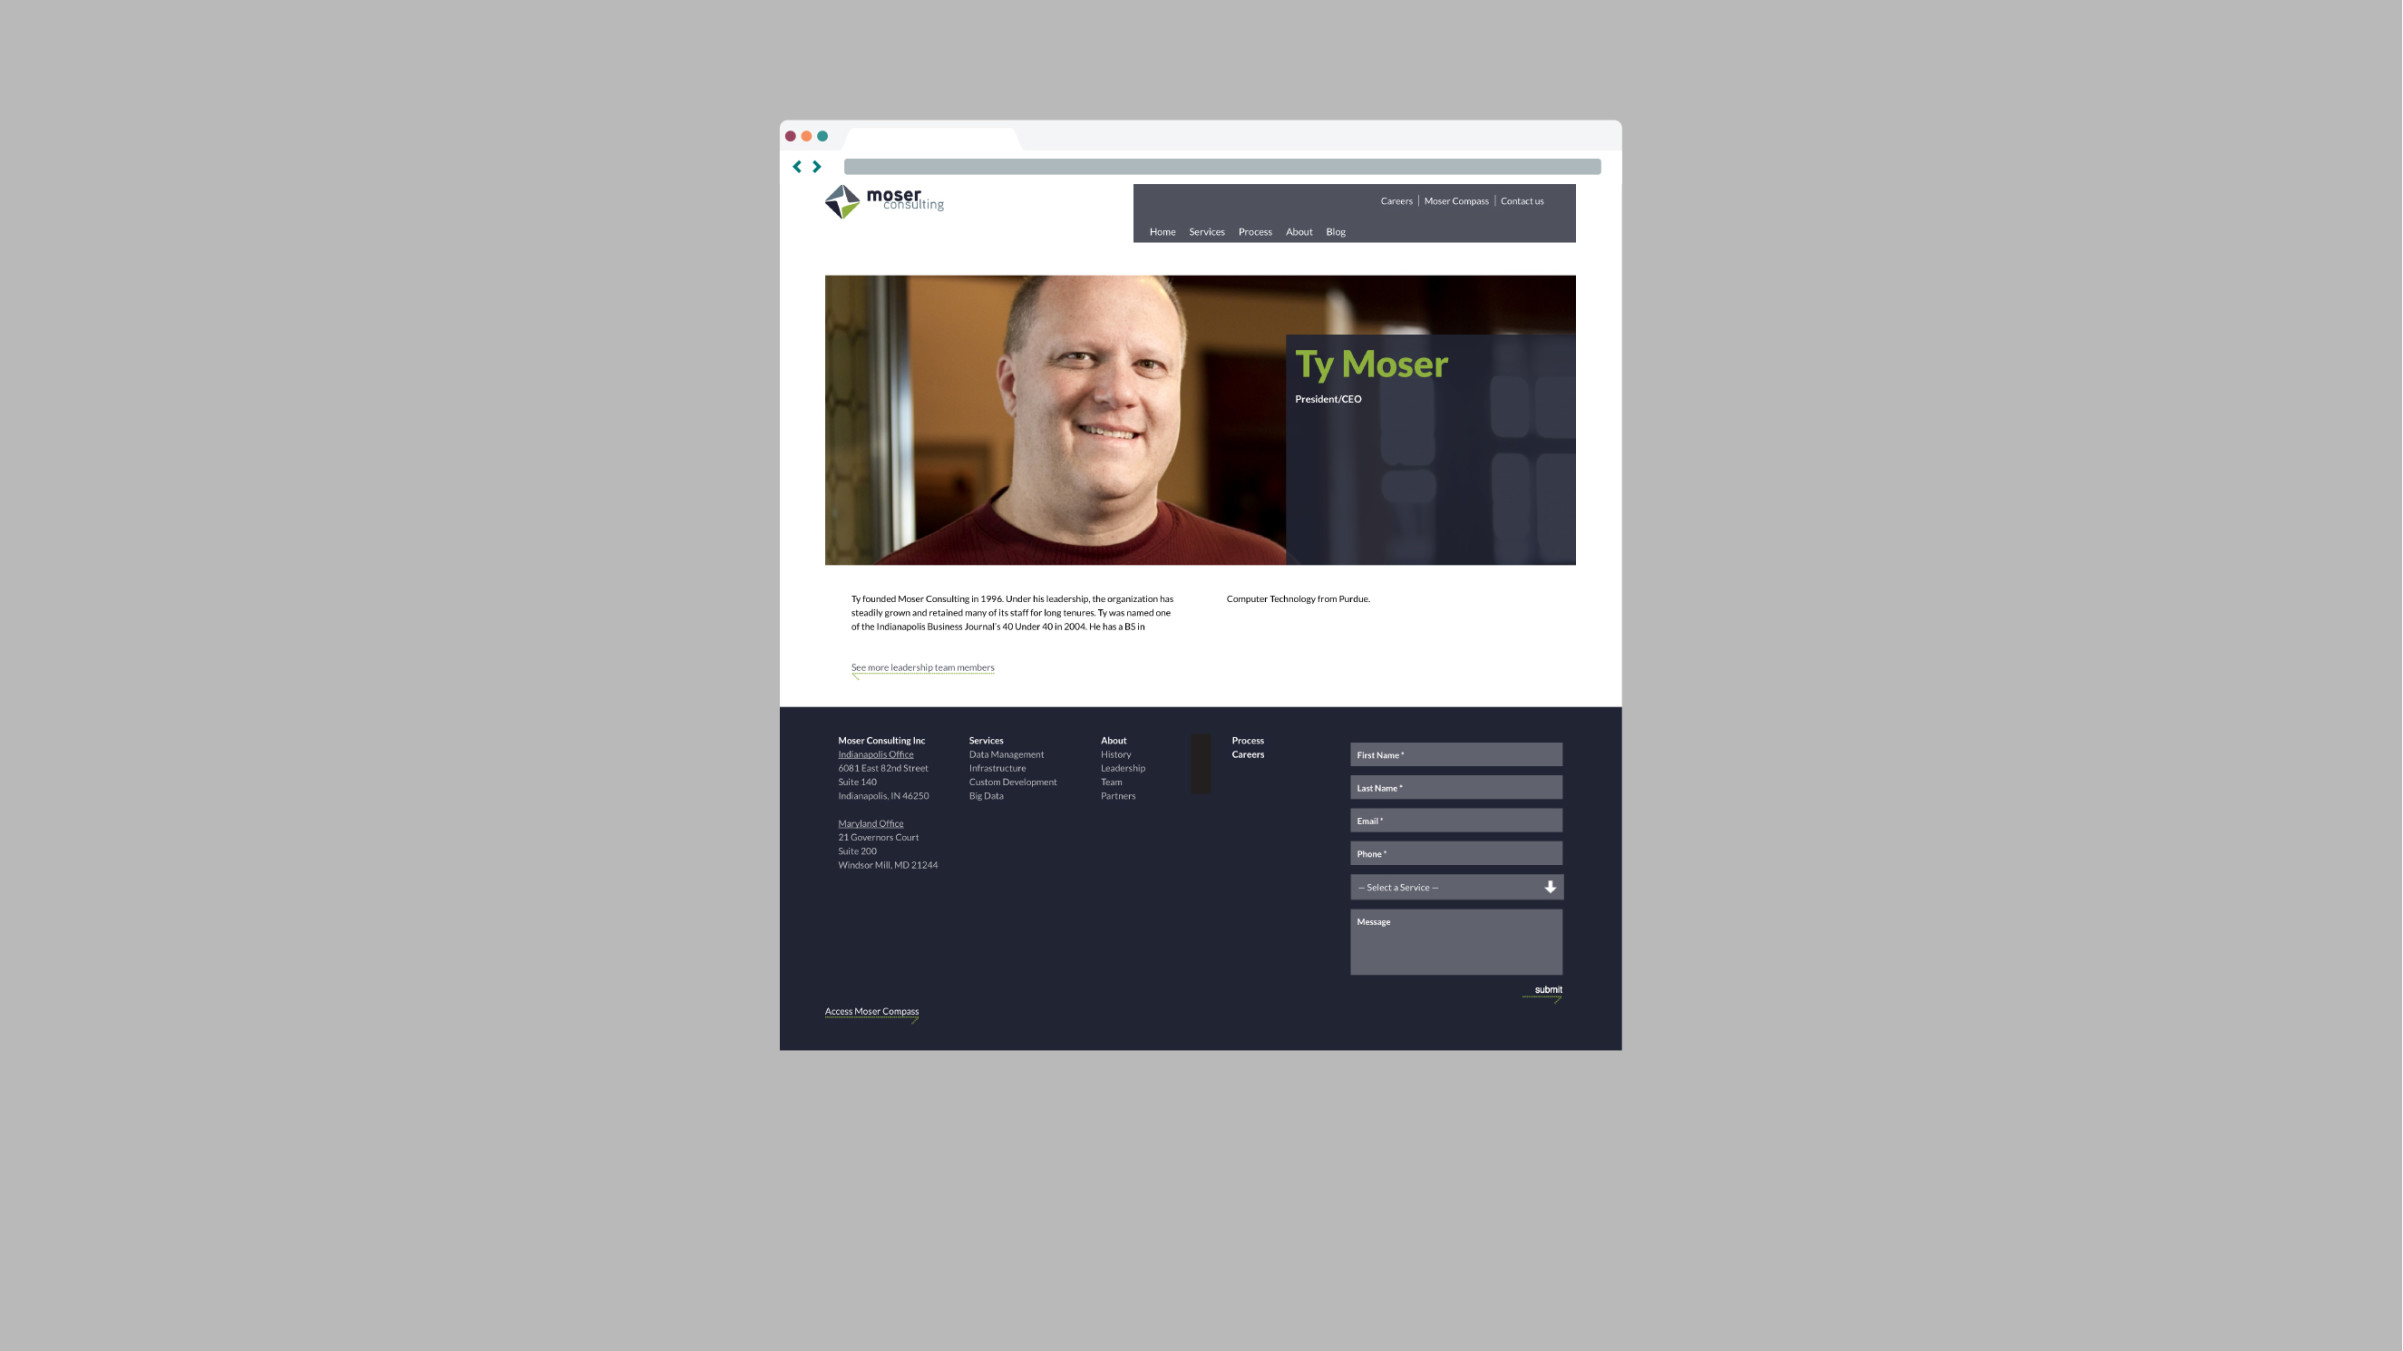 moser
consulting
Careers | Moser Compass | Contact us
Home Services Process About Blog
Ty Moser
President/CEO
Ty founded Moser Consulting in 1996. Under his leadership, the organization has
steadily grown and retained many of its staff for long tenures. Ty was named one
of the Indianapolis Business Journal's 40 Under 40 in 2004. He has a BS in
Computer Technology from Purdue.
See more leadership team members
Moser Consulting Inc
Indianapolis Office
6081 East 82nd Street
Suite 140
Indianapolis, IN 46250
Maryland Office
21 Governors Court
Suite 200
Windsor Mill, MD 21244
Services
Data Management
Infrastructure
Custom Development
Big Data
About
History
Leadership
Team
Partners
Process
Careers
First Name *
Last Name *
Email *
Phone *
— Select a Service —
Message
submit
Access Moser Compass